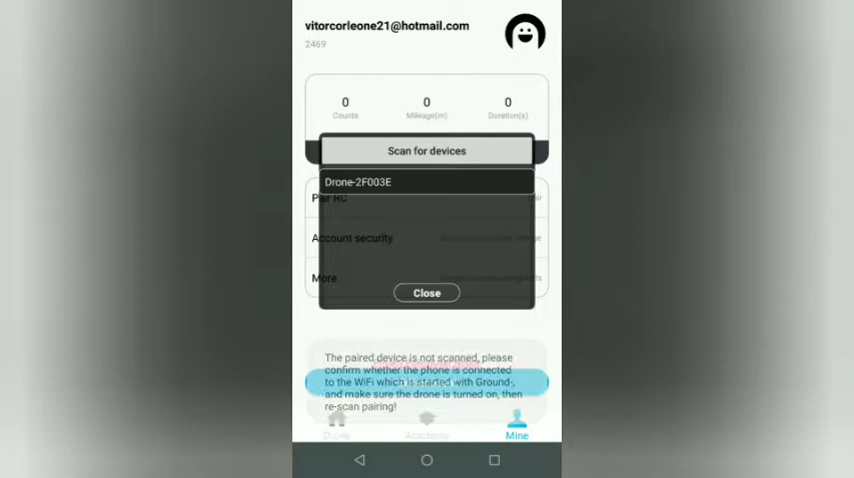 vitorcorleone21@hotmail.com
2469
0 0 0
Counts Mileage(m) Duration(s)
Scan for devices
Drone-2F003E
Pair RC
Account security
More
Close
The paired device is not scanned, please
confirm whether the phone is connected
to the WiFi which is started with Ground-,
and make sure the drone is turned on, then
re-scan pairing!
Drone Academy Mine